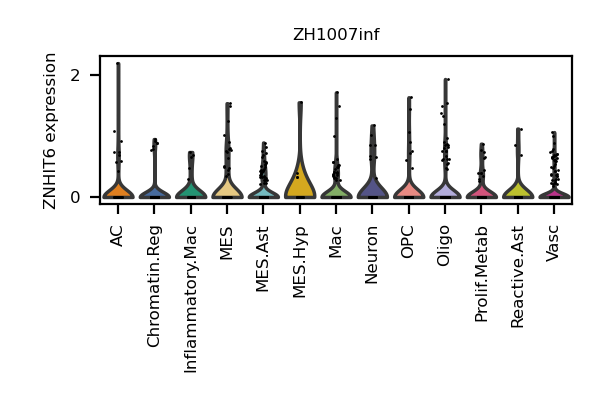 ZH1007inf
ZNHIT6 expression
2
0
AC
Chromatin.Reg
Inflammatory.Mac
MES
MES.Ast
MES.Hyp
Mac
Neuron
OPC
Oligo
Prolif.Metab
Reactive.Ast
Vasc